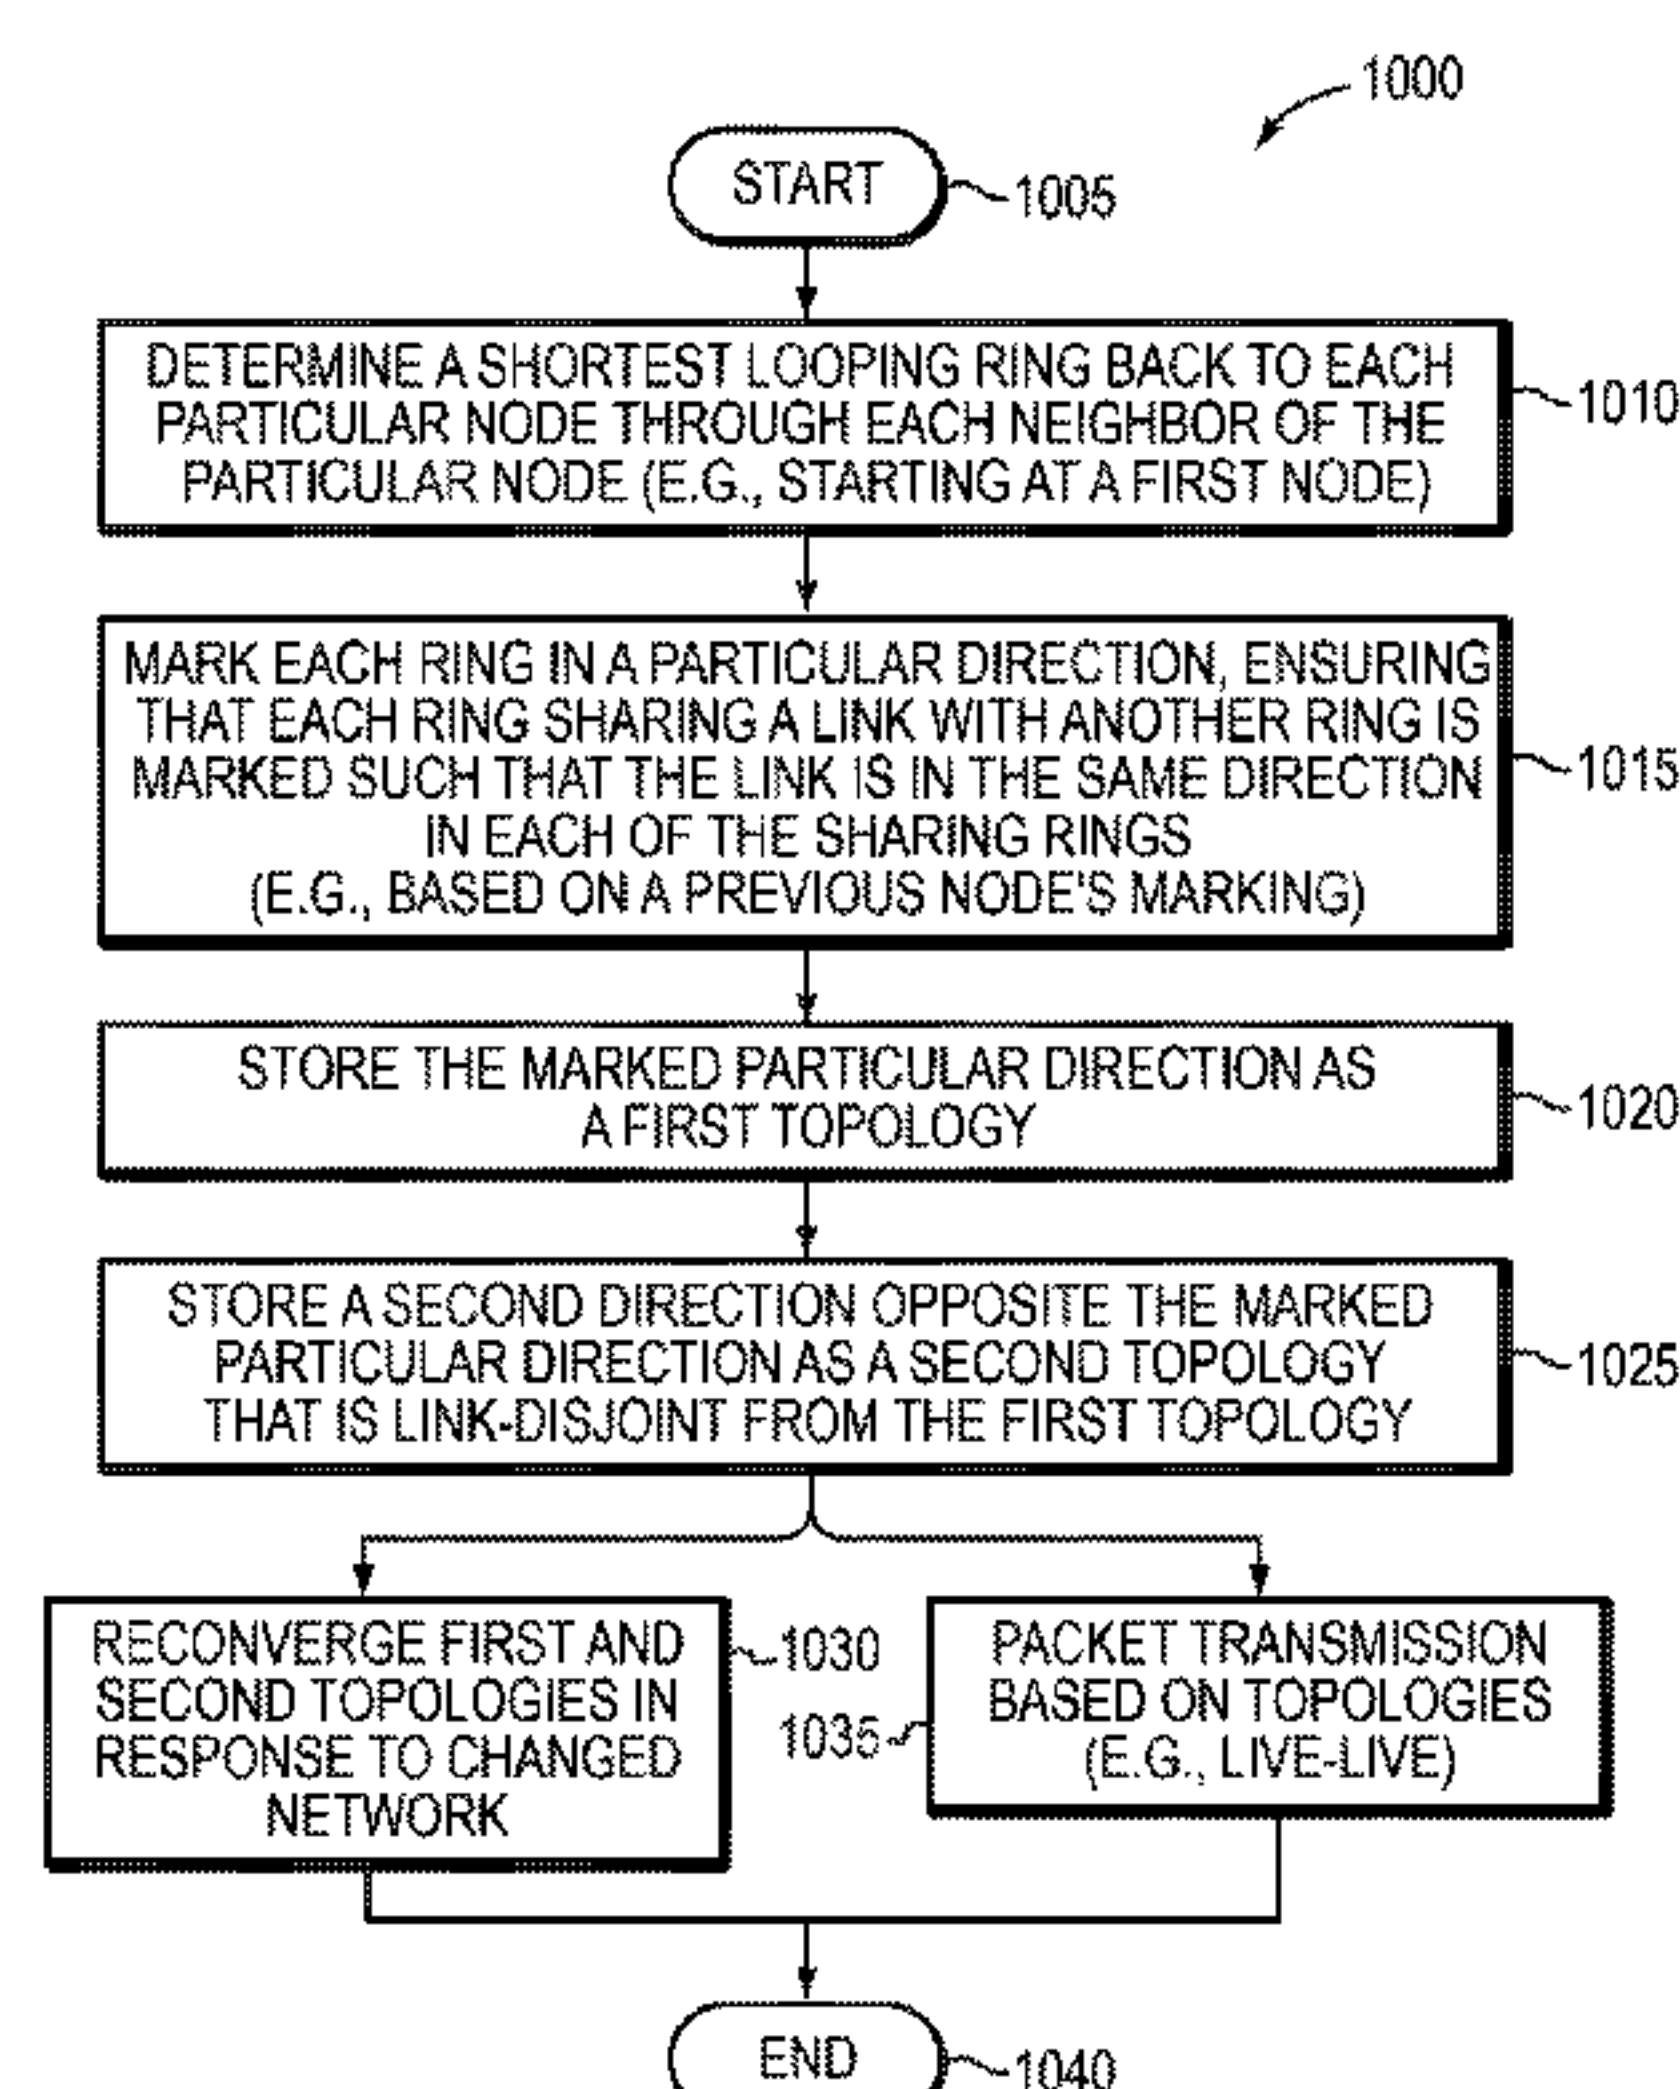 1000
START
1005
DETERMINE A SHORTEST LOOPING RING BACK TO EACH
PARTICULAR NODE THROUGH EACH NEIGHBOR OF THE
PARTICULAR NODE (E.G., STARTING AT A FIRST NODE)
1010
MARK EACH RING IN A PARTICULAR DIRECTION, ENSURING
THAT EACH RING SHARING A LINK WITH ANOTHER RING IS
MARKED SUCH THAT THE LINK IS IN THE SAME DIRECTION
IN EACH OF THE SHARING RINGS
(E.G., BASED ON A PREVIOUS NODE'S MARKING)
1015
STORE THE MARKED PARTICULAR DIRECTION AS
A FIRST TOPOLOGY
1020
STORE A SECOND DIRECTION OPPOSITE THE MARKED
PARTICULAR DIRECTION AS A SECOND TOPOLOGY
THAT IS LINK-DISJOINT FROM THE FIRST TOPOLOGY
1025
RECONVERGE FIRST AND
SECOND TOPOLOGIES IN
RESPONSE TO CHANGED
NETWORK
1030
PACKET TRANSMISSION
BASED ON TOPOLOGIES
(E.G., LIVE-LIVE)
1035
END
1040